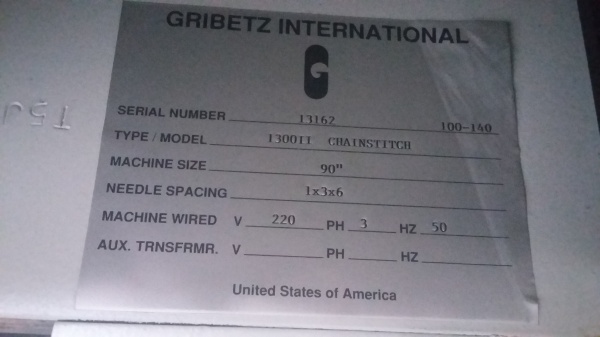 GRIBETZ INTERNATIONAL
G
SERIAL NUMBER 13162 100-140
TYPE / MODEL 1300II CHAINSTITCH
MACHINE SIZE 90"
NEEDLE SPACING 1x3x6
MACHINE WIRED V 220 PH 3 HZ 50
AUX. TRNSFRMR. V PH HZ
United States of America